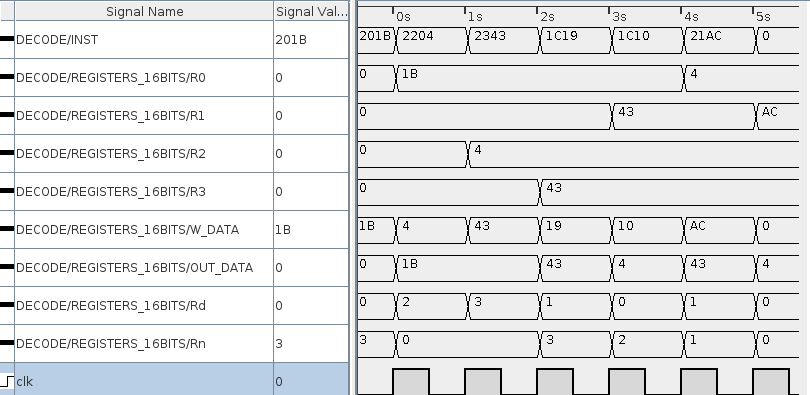 Signal Name Signal Val... 0s 1s 2s 3s 4s 5s
DECODE/INST 201B 201B 2204 2343 1C19 1C10 21AC 0
DECODE/REGISTERS_16BITS/R0 0 0 1B 4
DECODE/REGISTERS_16BITS/R1 0 0 43 AC
DECODE/REGISTERS_16BITS/R2 0 0 4
DECODE/REGISTERS_16BITS/R3 0 0 43
DECODE/REGISTERS_16BITS/W_DATA 1B 1B 4 43 19 10 AC 0
DECODE/REGISTERS_16BITS/OUT_DATA 0 0 1B 43 4 43 4
DECODE/REGISTERS_16BITS/Rd 0 0 2 3 1 0 1 0
DECODE/REGISTERS_16BITS/Rn 3 3 0 3 2 1 0
clk 0